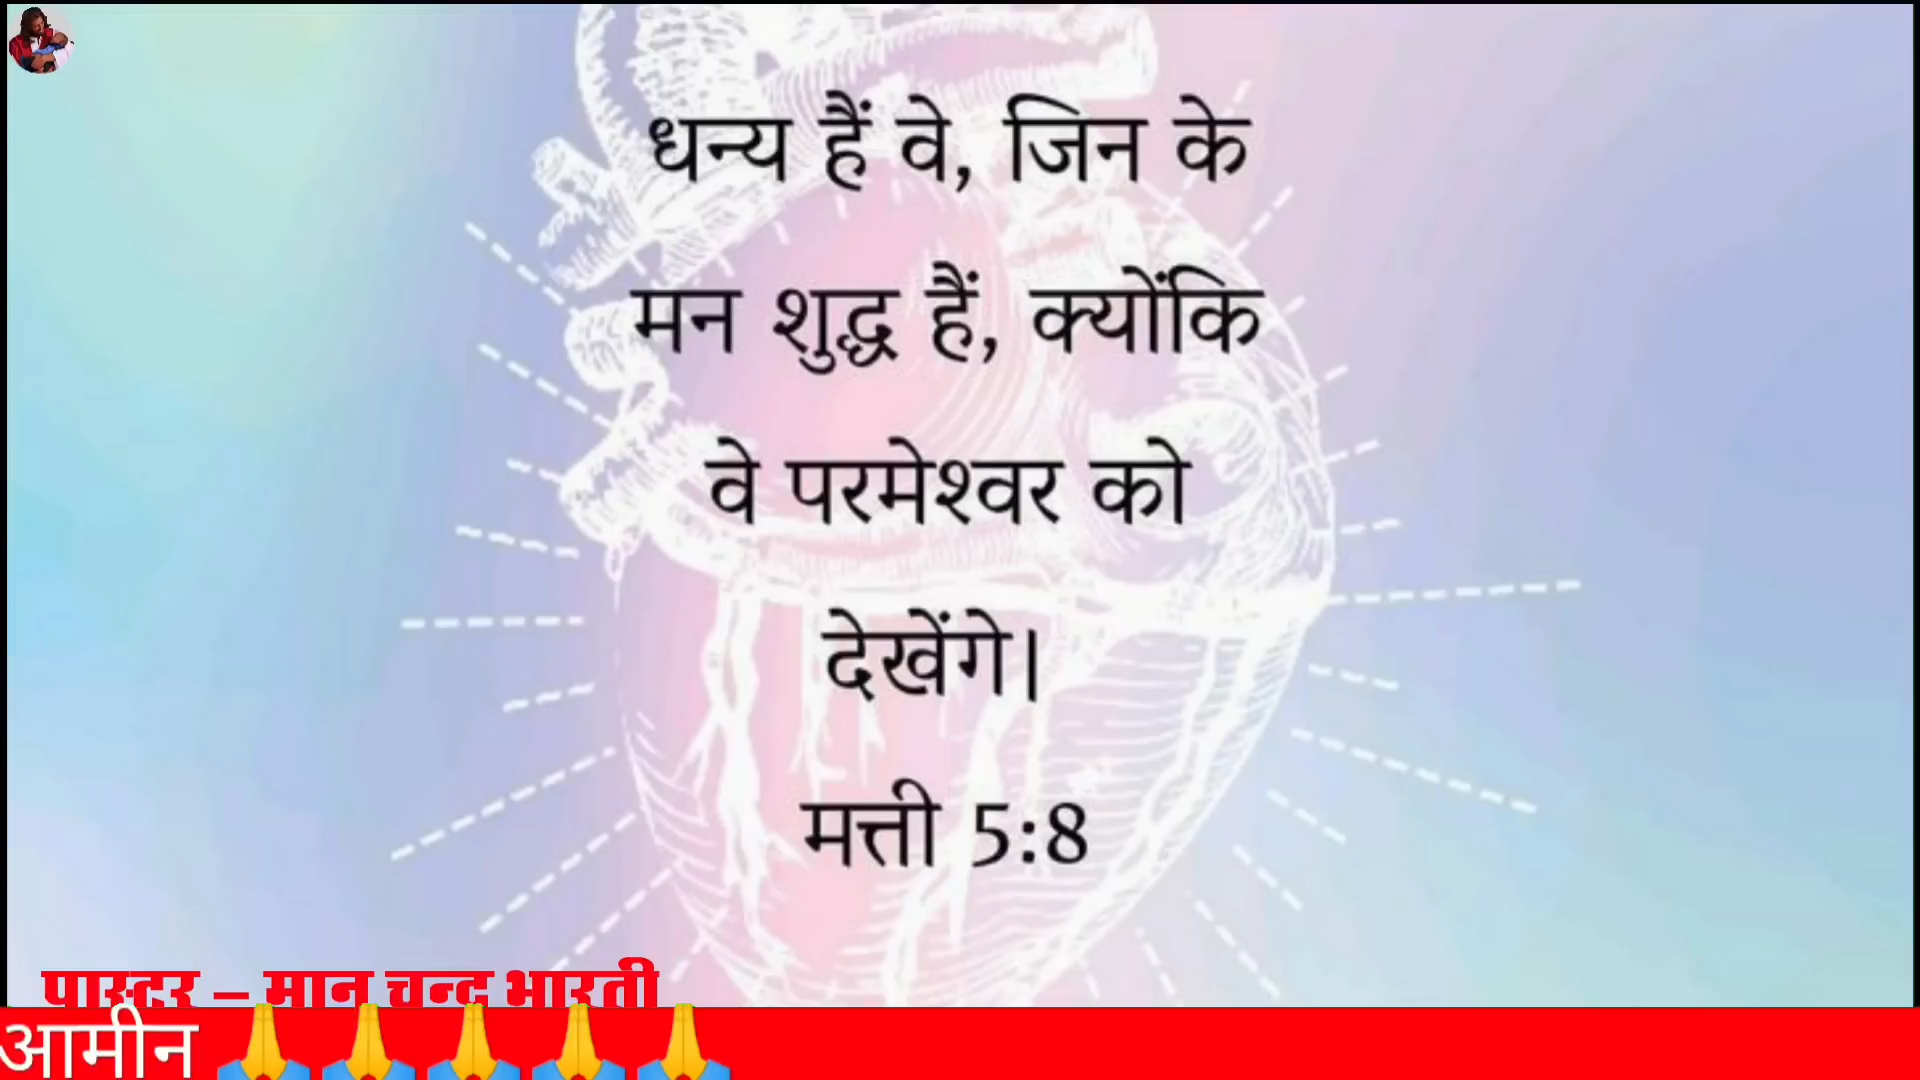 धन्य हैं वे, जिन के
मन शुद्ध हैं, क्योंकि
वे परमेश्वर को
देखेंगे।
मत्ती 5:8
पास्टर – मान चन्द भारती
आमीन 🙏🙏🙏🙏🙏